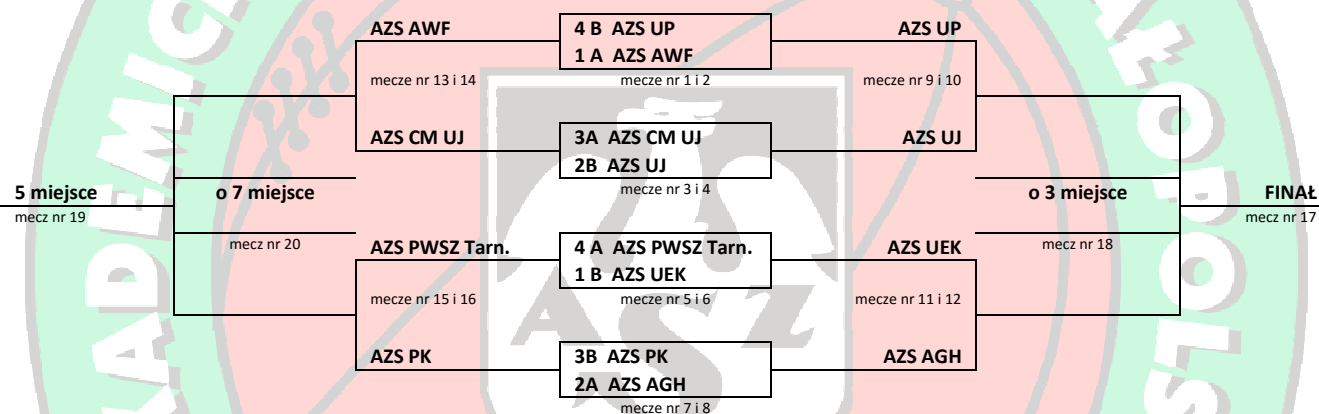 AZS AWF 4 B AZS UP AZS UP
1 A AZS AWF
mecze nr 13 i 14 mecze nr 1 i 2 mecze nr 9 i 10
AZS CM UJ 3A AZS CM UJ AZS UJ
2B AZS UJ
mecze nr 3 i 4
5 miejsce o 7 miejsce o 3 miejsce FINAŁ
mecz nr 19 mecz nr 17
mecz nr 20 mecz nr 18
AZS PWSZ Tarn. 4 A AZS PWSZ Tarn. AZS UEK
1 B AZS UEK
mecze nr 15 i 16 mecze nr 5 i 6 mecze nr 11 i 12
AZS PK 3B AZS PK AZS AGH
2A AZS AGH
mecze nr 7 i 8
KADEMIC
AZS
AŁOPOLS